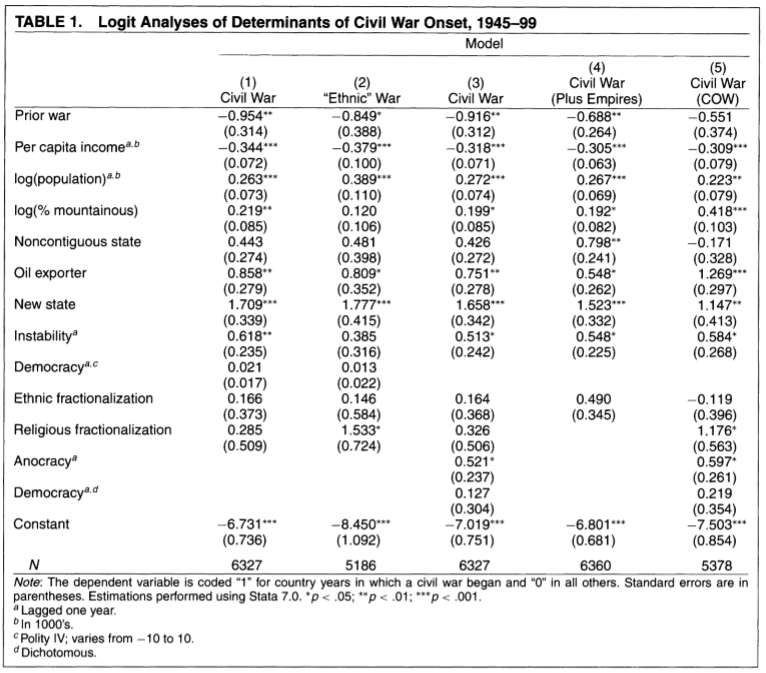 TABLE 1. Logit Analyses of Determinants of Civil War Onset, 1945–99
Model
(1) (2) (3) (4) (5)
Civil War "Ethnic" War Civil War Civil War (Plus Empires) Civil War (COW)
Prior war −0.954** −0.849* −0.916** −0.688** −0.551
(0.314) (0.388) (0.312) (0.264) (0.374)
Per capita income a,b −0.344*** −0.379*** −0.318*** −0.305*** −0.309***
(0.072) (0.100) (0.071) (0.063) (0.079)
log(population) a,b 0.263*** 0.389*** 0.272*** 0.267*** 0.223**
(0.073) (0.110) (0.074) (0.069) (0.079)
log(% mountainous) 0.219** 0.120 0.199* 0.192* 0.418***
(0.085) (0.106) (0.085) (0.082) (0.103)
Noncontiguous state 0.443 0.481 0.426 0.798** −0.171
(0.274) (0.398) (0.272) (0.241) (0.328)
Oil exporter 0.858** 0.809* 0.751** 0.548* 1.269***
(0.279) (0.352) (0.278) (0.262) (0.297)
New state 1.709*** 1.777*** 1.658*** 1.523*** 1.147**
(0.339) (0.415) (0.342) (0.332) (0.413)
Instability a 0.618** 0.385 0.513* 0.548* 0.584*
(0.235) (0.316) (0.242) (0.225) (0.268)
Democracy a,c 0.021 0.013
(0.017) (0.022)
Ethnic fractionalization 0.166 0.146 0.164 0.490 −0.119
(0.373) (0.584) (0.368) (0.345) (0.396)
Religious fractionalization 0.285 1.533* 0.326 1.176*
(0.509) (0.724) (0.506) (0.563)
Anocracy a 0.521* 0.597*
(0.237) (0.261)
Democracy a,d 0.127 0.219
(0.304) (0.354)
Constant −6.731*** −8.450*** −7.019*** −6.801*** −7.503***
(0.736) (1.092) (0.751) (0.681) (0.854)
N 6327 5186 6327 6360 5378
Note: The dependent variable is coded "1" for country years in which a civil war began and "0" in all others. Standard errors are in
parentheses. Estimations performed using Stata 7.0. *p < .05; **p < .01; ***p < .001.
a Lagged one year.
b In 1000's.
c Polity IV; varies from −10 to 10.
d Dichotomous.